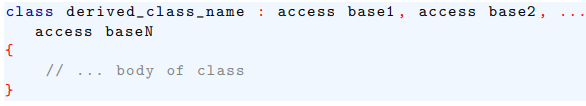 class derived_class_name : access base1, access base2, ...
access baseN
{
// ... body of class
}